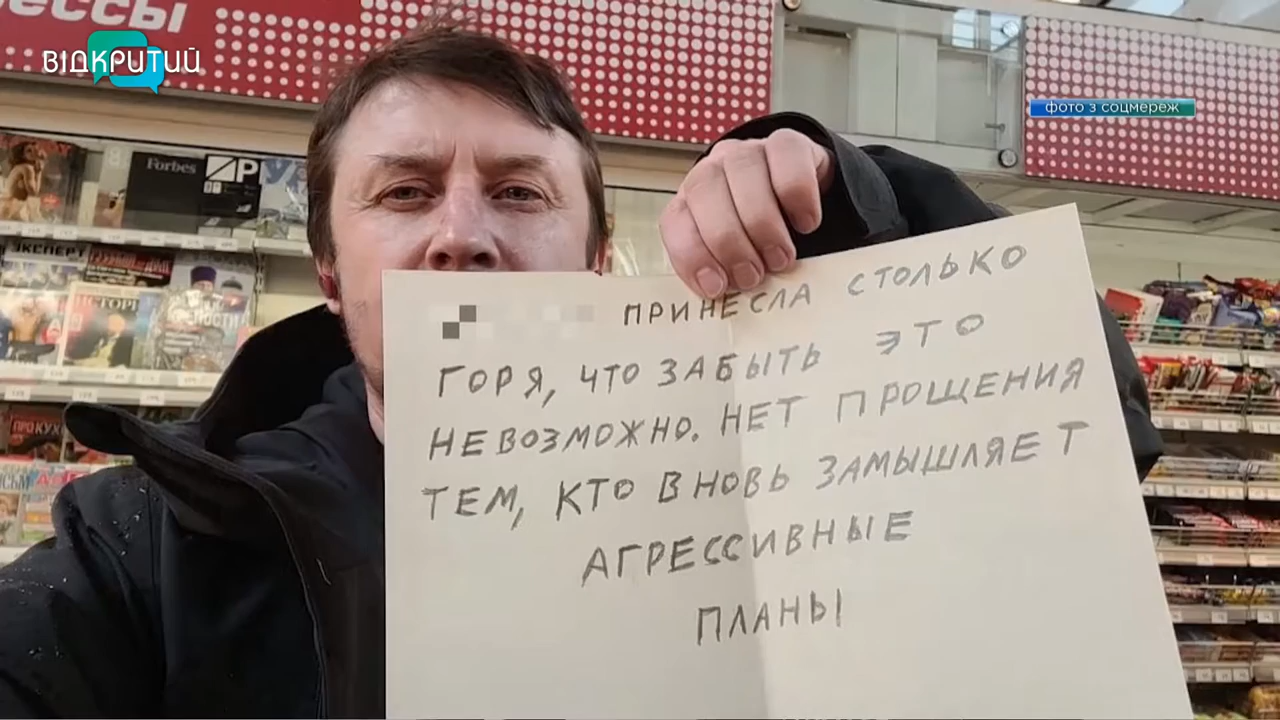 ессы
ВІДКРИТИЙ
фото з соцмереж
Forbes
ЭКСПЕРТ
ПРИНЕСЛА СТОЛЬКО
ГОРЯ, ЧТО ЗАБЫТЬ ЭТО
НЕВОЗМОЖНО. НЕТ ПРОЩЕНИЯ
ТЕМ, КТО ВНОВЬ ЗАМЫШЛЯЕТ
АГРЕССИВНЫЕ
ПЛАНЫ